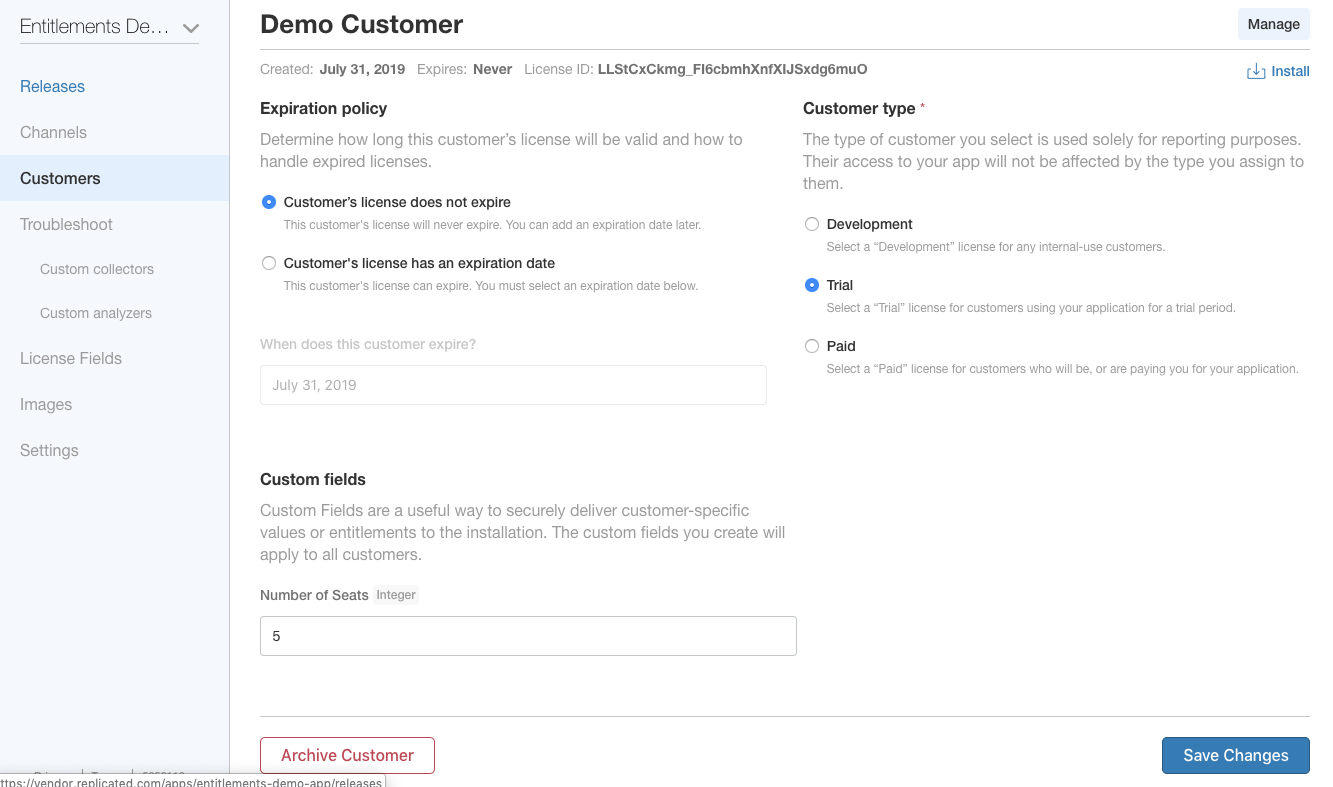 Entitlements De...
Releases
Channels
Customers
Troubleshoot
Custom collectors
Custom analyzers
License Fields
Images
Settings
Demo Customer
Manage
Created: July 31, 2019 Expires: Never License ID: LLStCxCkmg_FI6cbmhXnfXIJSxdg6muO
Install
Expiration policy
Determine how long this customer’s license will be valid and how to
handle expired licenses.
Customer’s license does not expire
This customer's license will never expire. You can add an expiration date later.
Customer's license has an expiration date
This customer's license can expire. You must select an expiration date below.
When does this customer expire?
July 31, 2019
Customer type *
The type of customer you select is used solely for reporting purposes.
Their access to your app will not be affected by the type you assign to
them.
Development
Select a “Development” license for any internal-use customers.
Trial
Select a “Trial” license for customers using your application for a trial period.
Paid
Select a “Paid” license for customers who will be, or are paying you for your application.
Custom fields
Custom Fields are a useful way to securely deliver customer-specific
values or entitlements to the installation. The custom fields you create will
apply to all customers.
Number of Seats Integer
5
Archive Customer
Save Changes
ttps://vendor.replicated.com/apps/entitlements-demo-app/releases